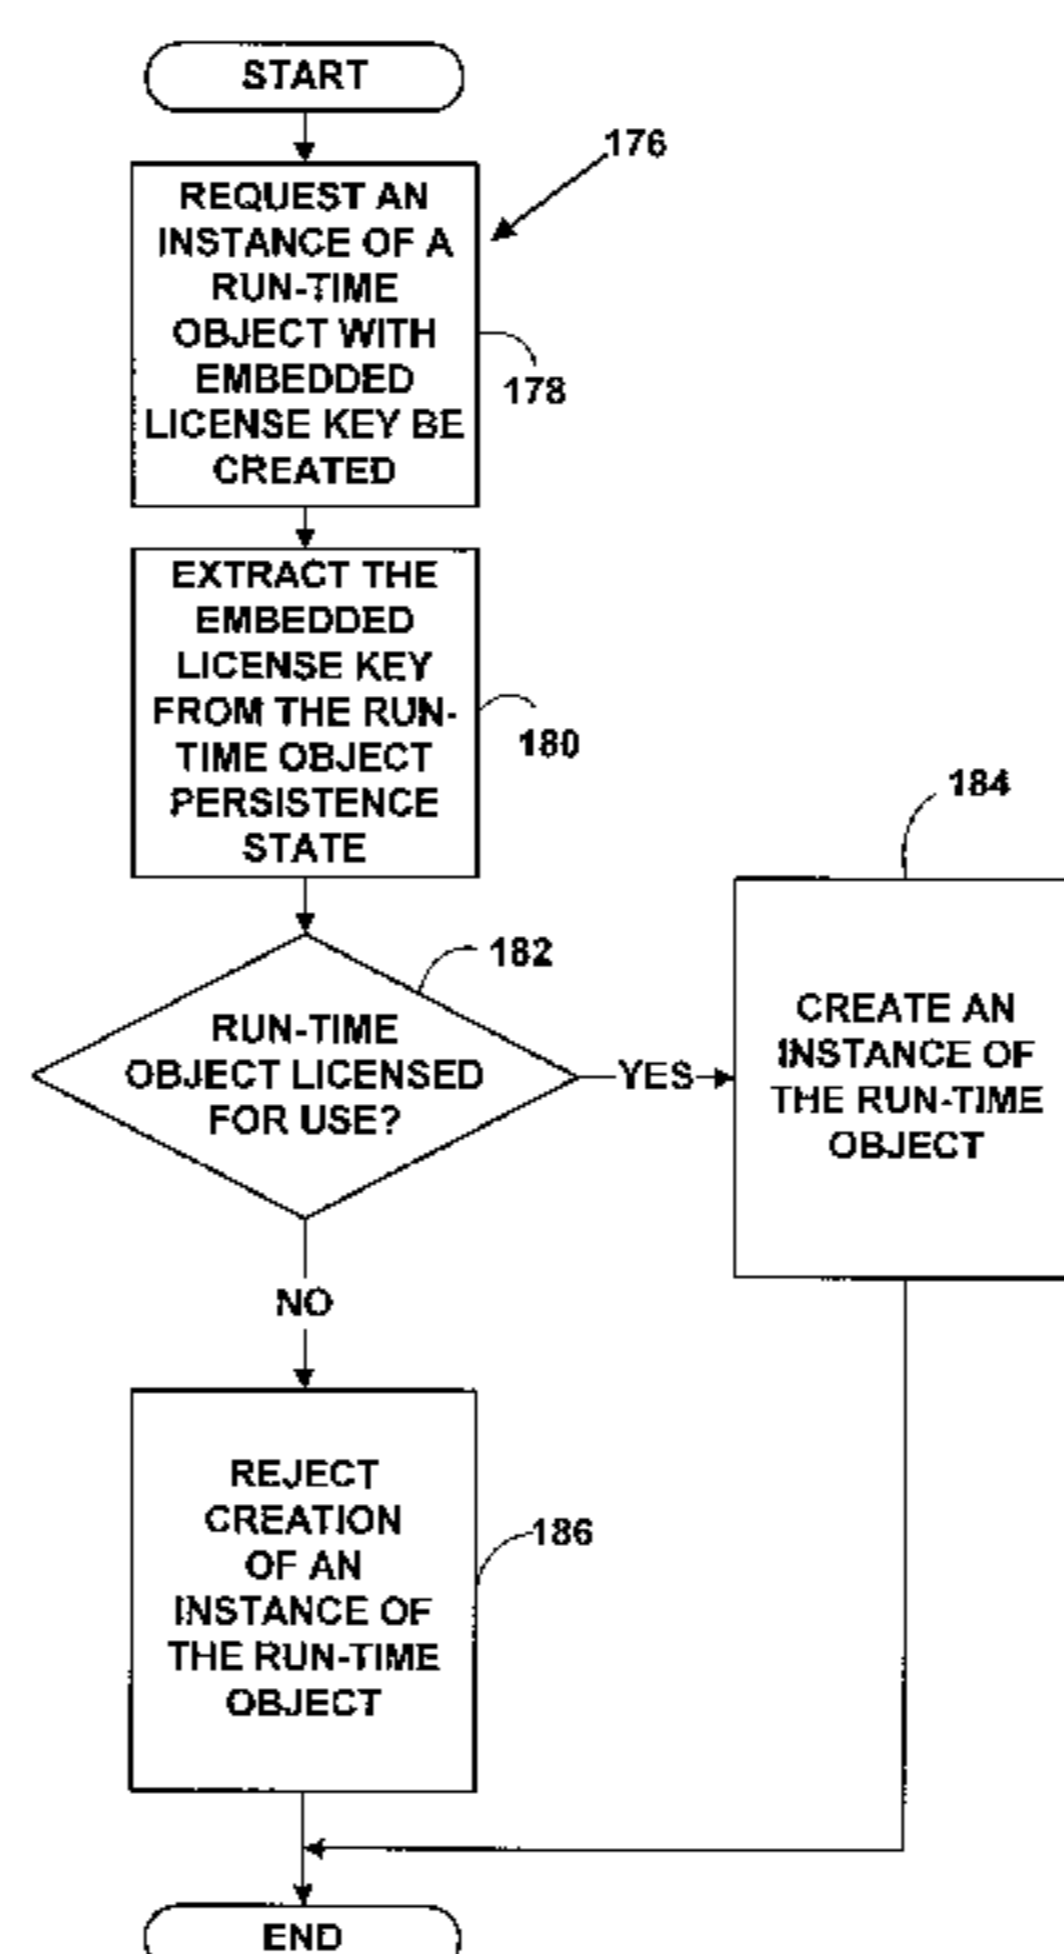 START
176
REQUEST AN
INSTANCE OF A
RUN-TIME
OBJECT WITH
EMBEDDED
LICENSE KEY BE
CREATED
178
EXTRACT THE
EMBEDDED
LICENSE KEY
FROM THE RUN-
TIME OBJECT
PERSISTENCE
STATE
180
182
RUN-TIME
OBJECT LICENSED
FOR USE?
YES
184
CREATE AN
INSTANCE OF
THE RUN-TIME
OBJECT
NO
REJECT
CREATION
OF AN
INSTANCE OF
THE RUN-TIME
OBJECT
186
END